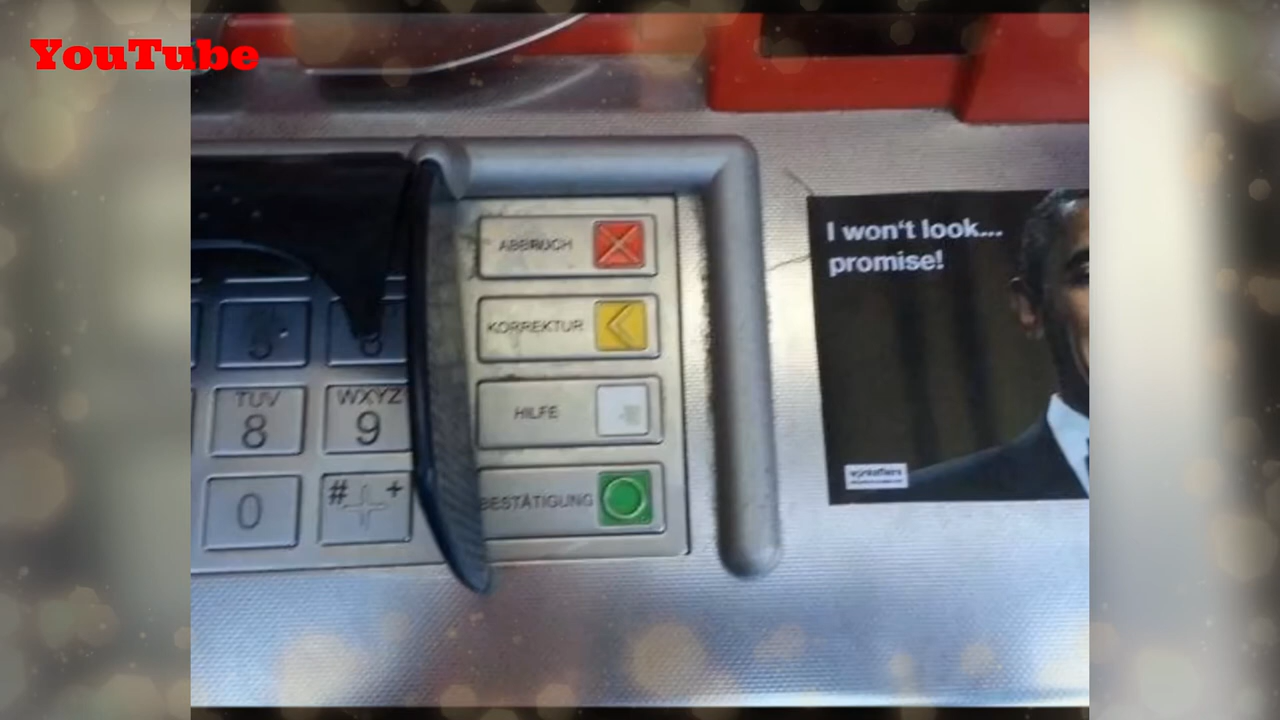 YouTube
I won't look...
promise!
ABBRUCH
KORREKTUR
HILFE
BESTÄTIGUNG
TUV
8
WXYZ
9
0
# +